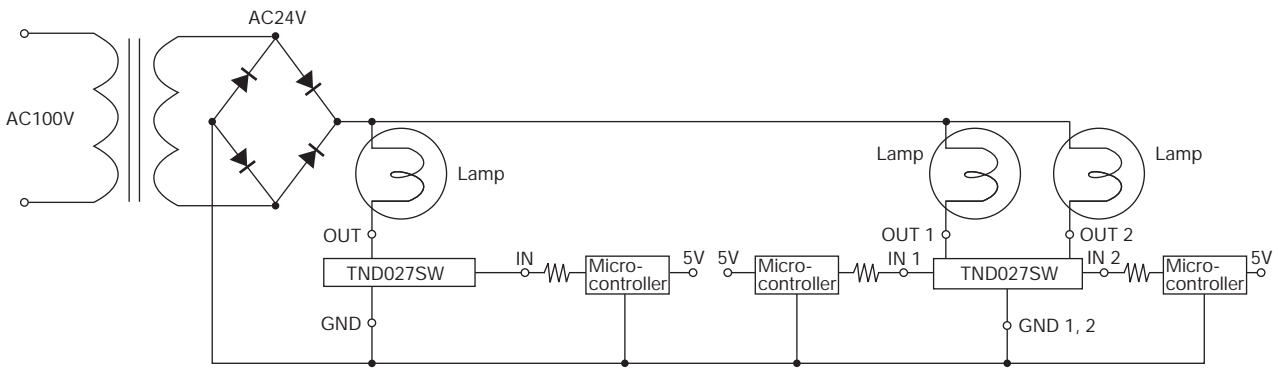 AC24V
AC100V
Lamp
Lamp
Lamp
OUT
OUT 1
OUT 2
TND027SW
IN
Micro-
controller
5V
5V
Micro-
controller
IN 1
TND027SW
IN 2
Micro-
controller
5V
GND
GND 1, 2